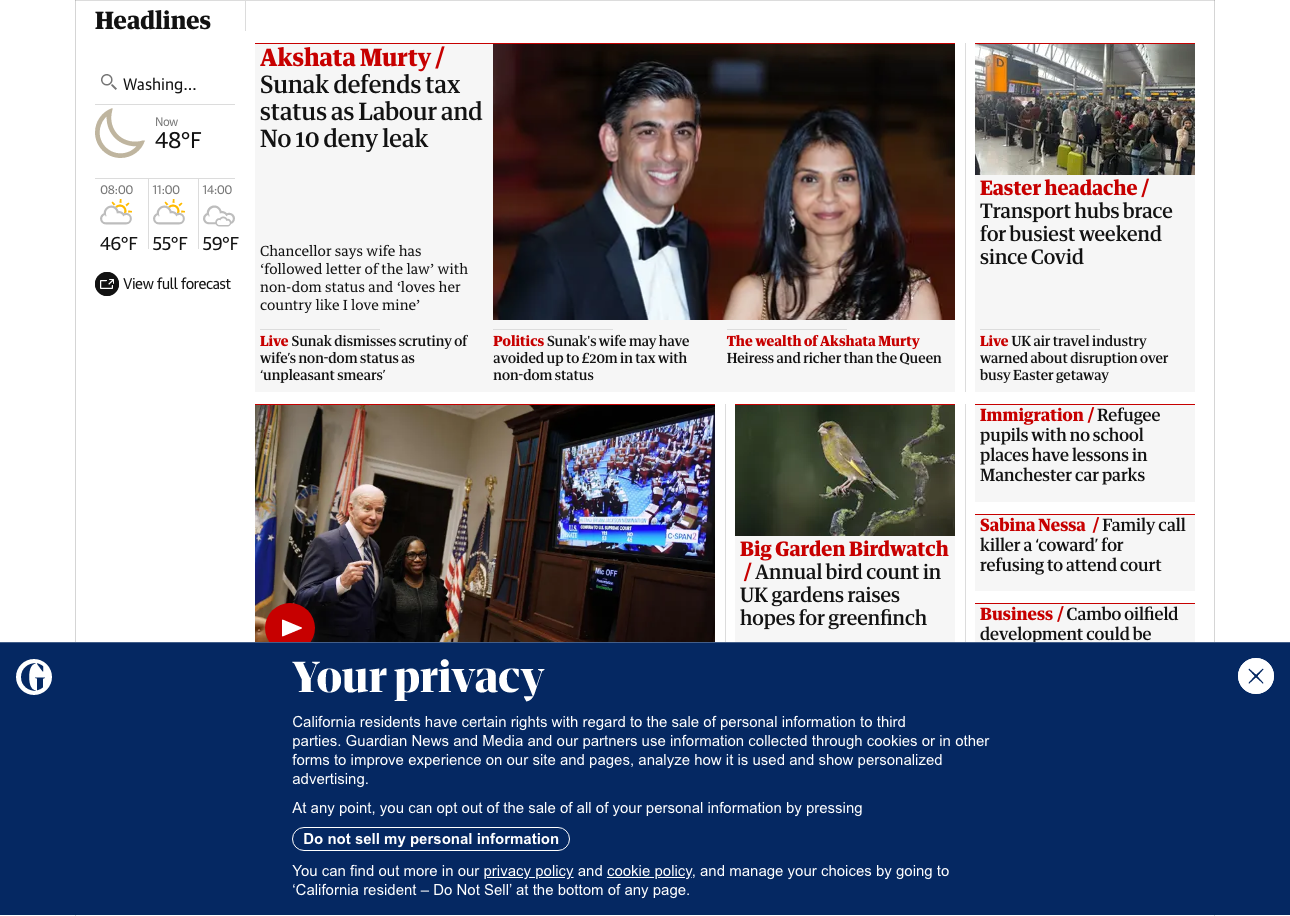 Headlines
Washing...
Now
48°F
08:00
11:00
14:00
46°F
55°F
59°F
View full forecast
Akshata Murty /
Sunak defends tax
status as Labour and
No 10 deny leak
Chancellor says wife has
‘followed letter of the law’ with
non-dom status and ‘loves her
country like I love mine’
Live Sunak dismisses scrutiny of
wife’s non-dom status as
‘unpleasant smears’
Politics Sunak's wife may have
avoided up to £20m in tax with
non-dom status
The wealth of Akshata Murty
Heiress and richer than the Queen
D
Easter headache /
Transport hubs brace
for busiest weekend
since Covid
Live UK air travel industry
warned about disruption over
busy Easter getaway
C-SPAN2
Mic OFF
Big Garden Birdwatch
/ Annual bird count in
UK gardens raises
hopes for greenfinch
Immigration / Refugee
pupils with no school
places have lessons in
Manchester car parks
Sabina Nessa / Family call
killer a ‘coward’ for
refusing to attend court
Business / Cambo oilfield
development could be
G
Your privacy
California residents have certain rights with regard to the sale of personal information to third
parties. Guardian News and Media and our partners use information collected through cookies or in other
forms to improve experience on our site and pages, analyze how it is used and show personalized
advertising.
At any point, you can opt out of the sale of all of your personal information by pressing
Do not sell my personal information
You can find out more in our privacy policy and cookie policy, and manage your choices by going to
‘California resident – Do Not Sell’ at the bottom of any page.